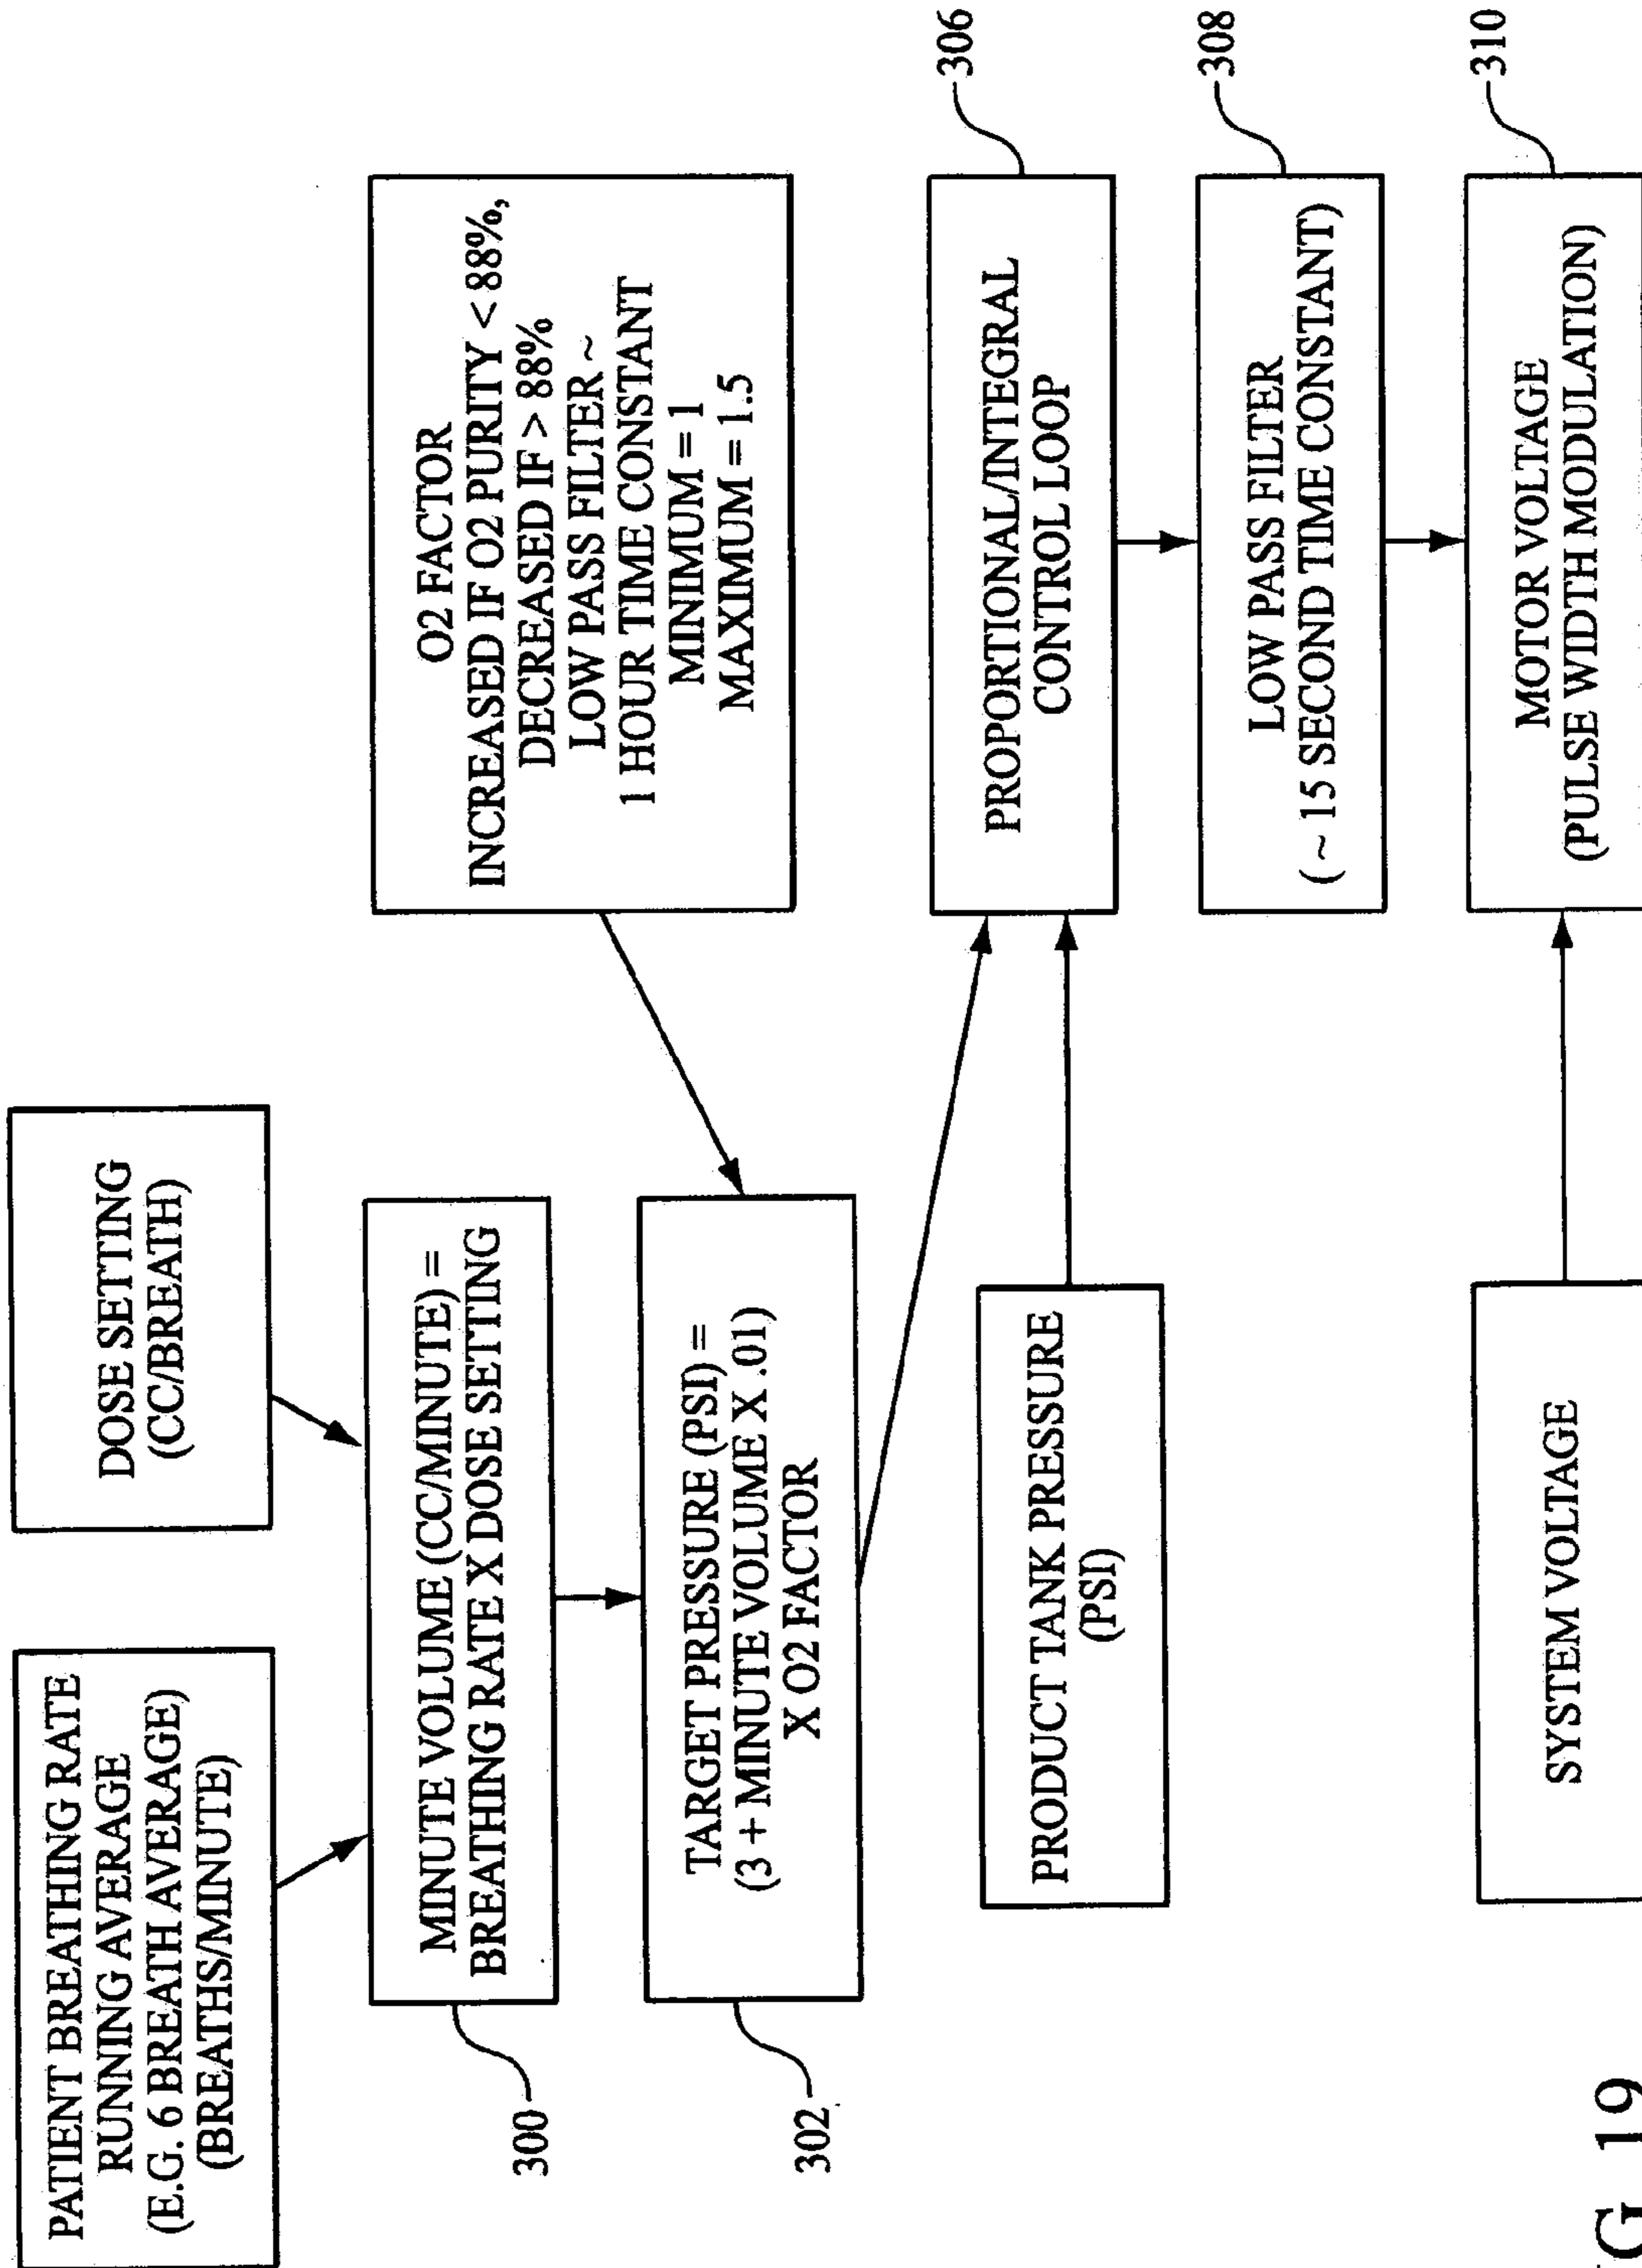 PATIENT BREATHING RATE
RUNNING AVERAGE
(E.G. 6 BREATH AVERAGE)
(BREATHS/MINUTE)
DOSE SETTING
(CC/BREATH)
MINUTE VOLUME (CC/MINUTE) =
BREATHING RATE X DOSE SETTING
300
O2 FACTOR
INCREASED IF O2 PURITY < 88%,
DECREASED IF > 88%
LOW PASS FILTER ~
1 HOUR TIME CONSTANT
MINIMUM = 1
MAXIMUM = 1.5
TARGET PRESSURE (PSI) =
(3 + MINUTE VOLUME X .01)
X O2 FACTOR
302
PRODUCT TANK PRESSURE
(PSI)
PROPORTIONAL/INTEGRAL
CONTROL LOOP
306
LOW PASS FILTER
( ~ 15 SECOND TIME CONSTANT)
308
SYSTEM VOLTAGE
MOTOR VOLTAGE
(PULSE WIDTH MODULATION)
310
G 19